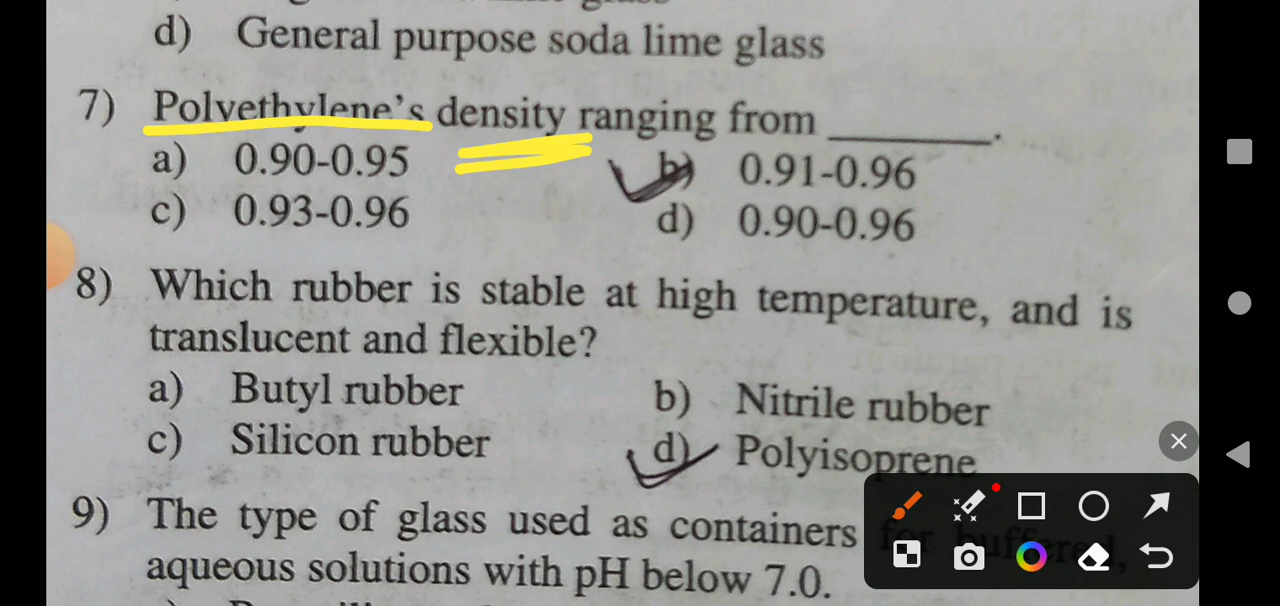 d) General purpose soda lime glass
7) Polyethylene's density ranging from ________.
a) 0.90-0.95 b) 0.91-0.96
c) 0.93-0.96 d) 0.90-0.96
8) Which rubber is stable at high temperature, and is
translucent and flexible?
a) Butyl rubber b) Nitrile rubber
c) Silicon rubber d) Polyisoprene
9) The type of glass used as containers for buffered,
aqueous solutions with pH below 7.0.